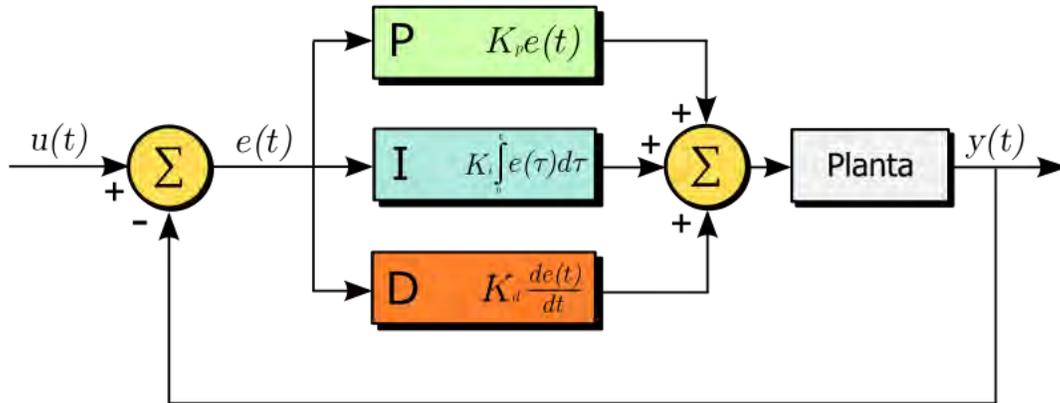 P K_p e(t)
u(t)
e(t)
Σ
+
-
I K_i ∫_0^t e(τ)dτ
D K_d de(t)/dt
+
+
+
Σ
Planta
y(t)